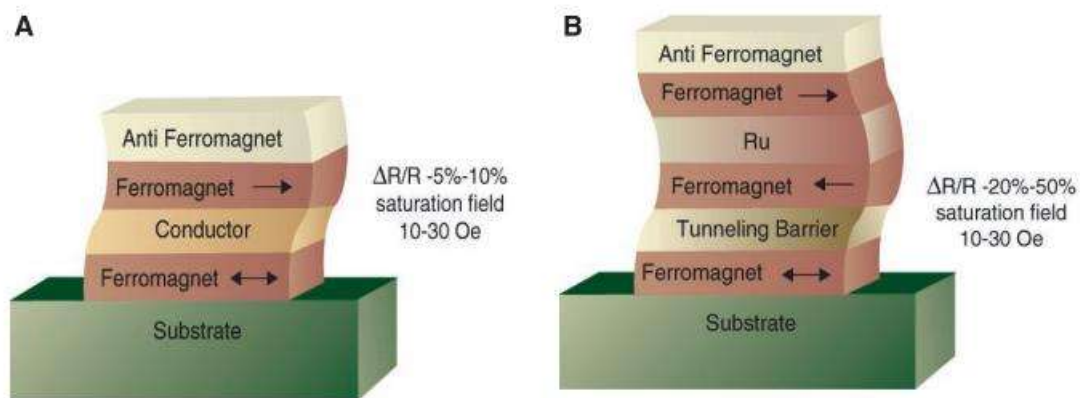 A
Anti Ferromagnet
Ferromagnet
Conductor
Ferromagnet
Substrate
ΔR/R -5%-10%
saturation field
10-30 Oe
B
Anti Ferromagnet
Ferromagnet
Ru
Ferromagnet
Tunneling Barrier
Ferromagnet
Substrate
ΔR/R -20%-50%
saturation field
10-30 Oe